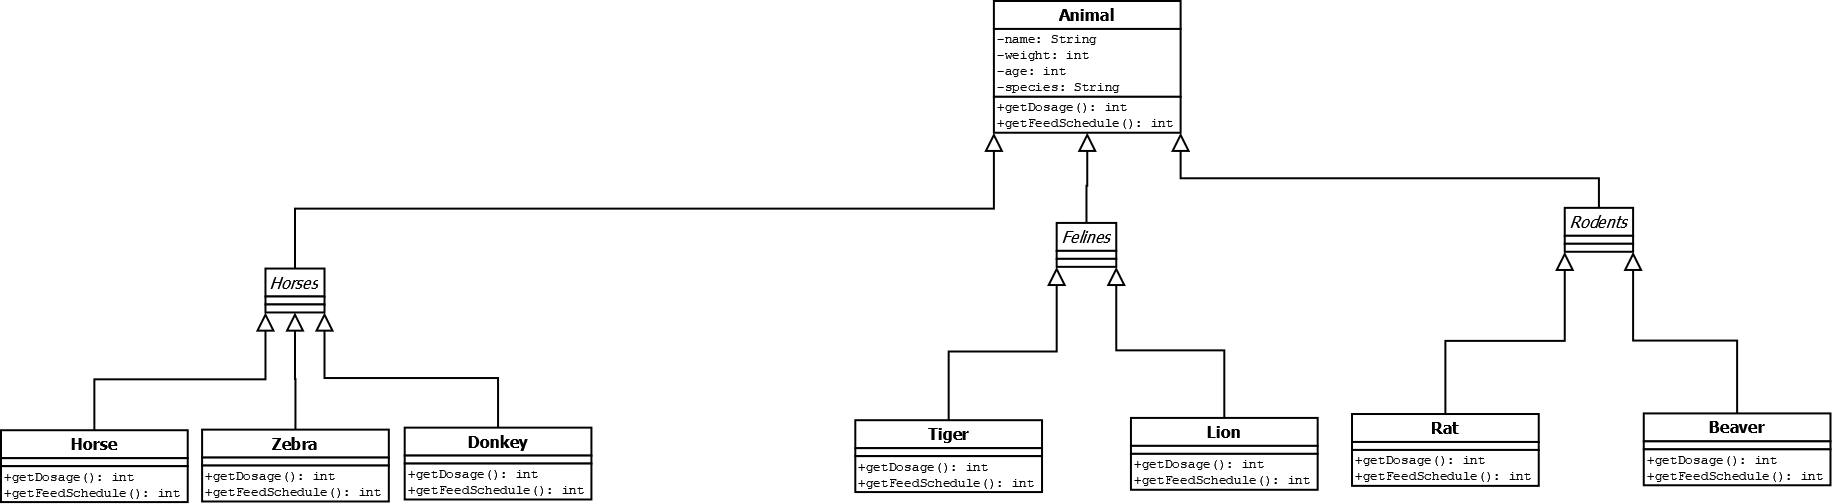 Animal
-name: String
-weight: int
-age: int
-species: String
+getDosage(): int
+getFeedSchedule(): int
Horses
Felines
Rodents
Horse
+getDosage(): int
+getFeedSchedule(): int
Zebra
+getDosage(): int
+getFeedSchedule(): int
Donkey
+getDosage(): int
+getFeedSchedule(): int
Tiger
+getDosage(): int
+getFeedSchedule(): int
Lion
+getDosage(): int
+getFeedSchedule(): int
Rat
+getDosage(): int
+getFeedSchedule(): int
Beaver
+getDosage(): int
+getFeedSchedule(): int